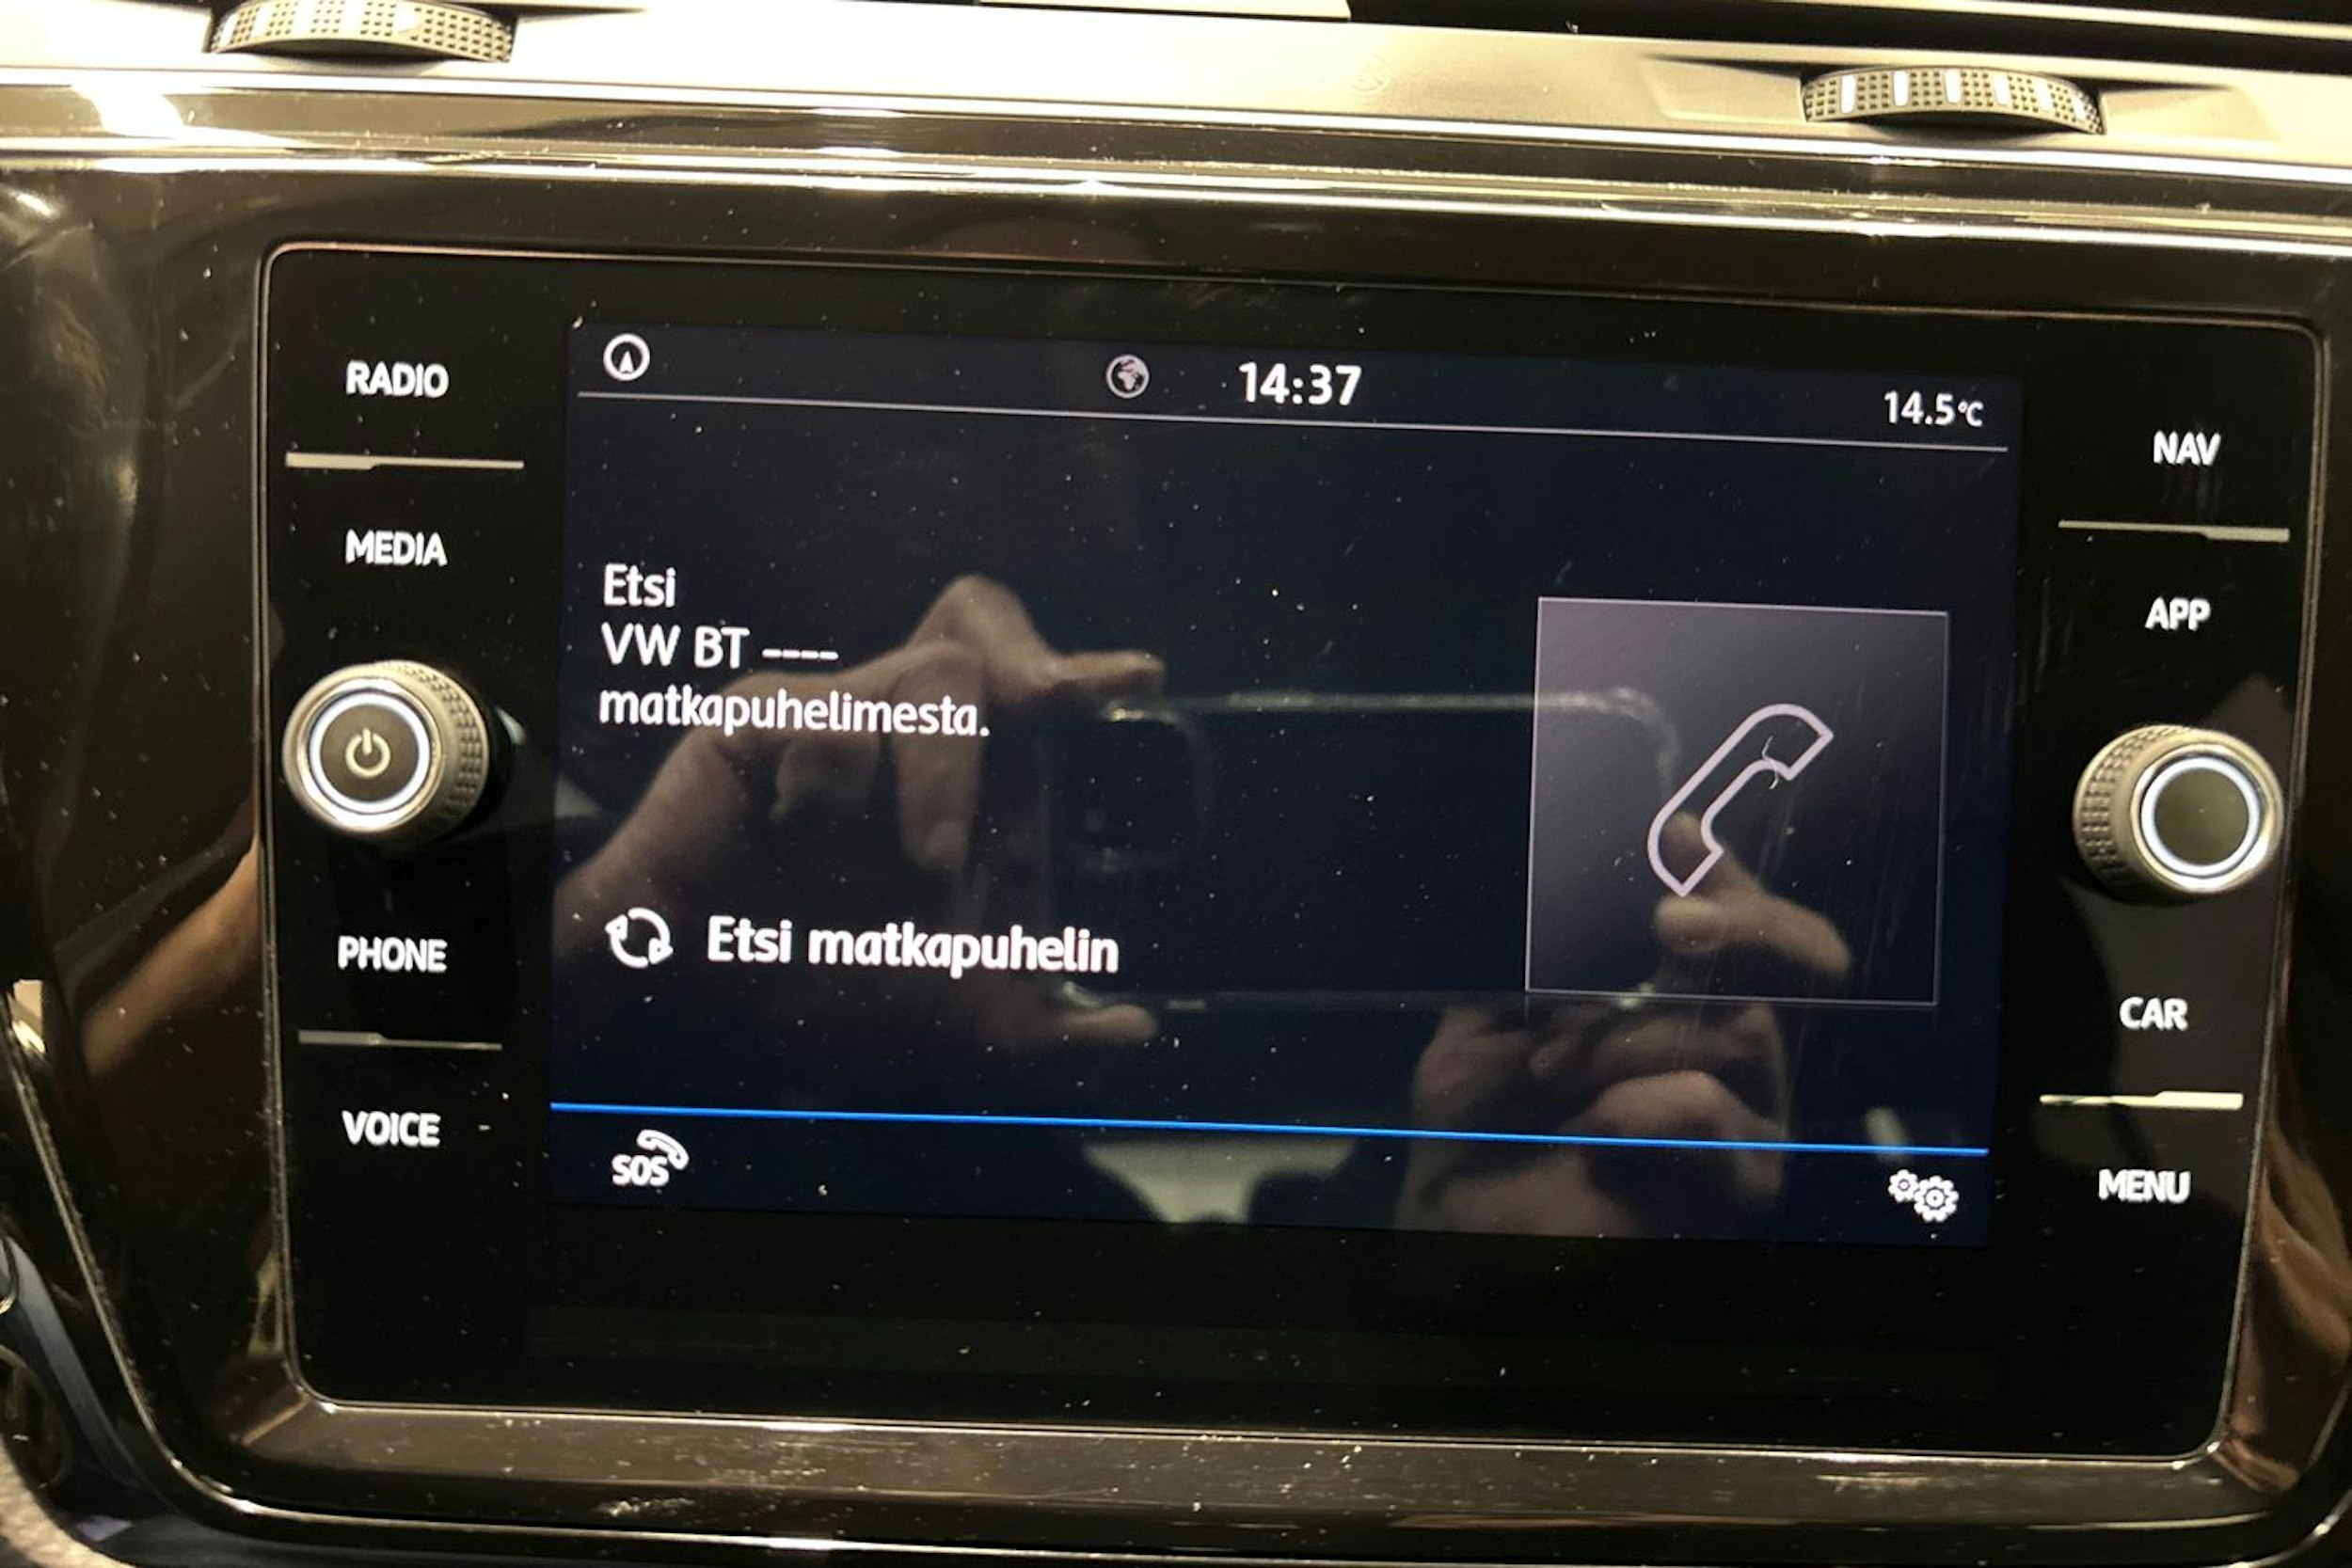 RADIO
MEDIA
PHONE
VOICE
14:37
14.5°C
Etsi
VW BT ----
matkapuhelimesta.
Etsi matkapuhelin
SOS
NAV
APP
CAR
MENU